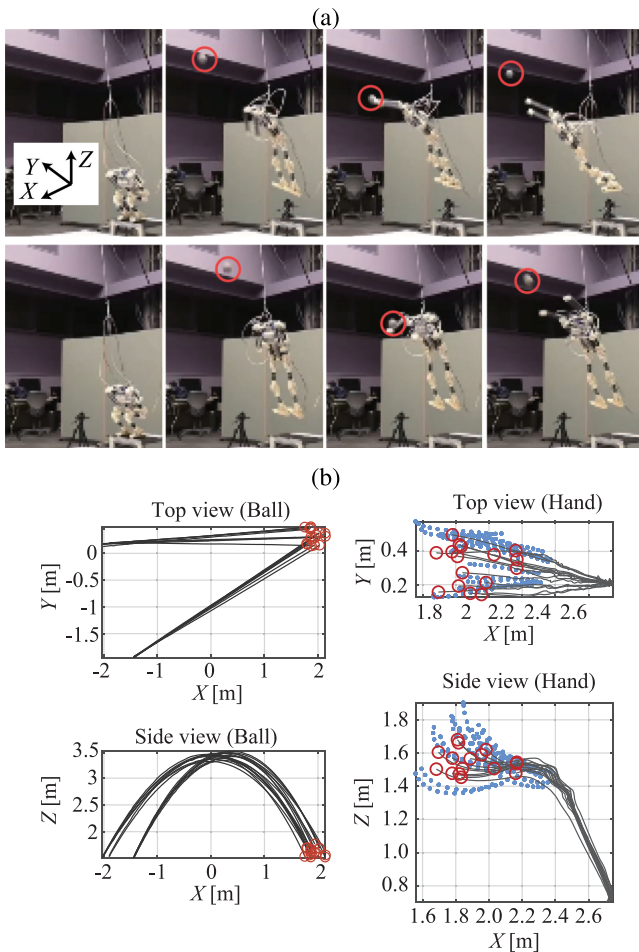 (a)
Y Z
X
(b)
Top view (Ball)
Y [m]
0
-0.5
-1
-1.5
-2 -1 0 1 2
X [m]
Top view (Hand)
Y [m]
0.4
0.2
1.8 2 2.2 2.4 2.6
X [m]
Side view (Ball)
Z [m]
3.5
3
2.5
2
-2 -1 0 1 2
X [m]
Side view (Hand)
Z [m]
1.8
1.6
1.4
1.2
1.0
0.8
1.6 1.8 2.0 2.2 2.4 2.6
X [m]